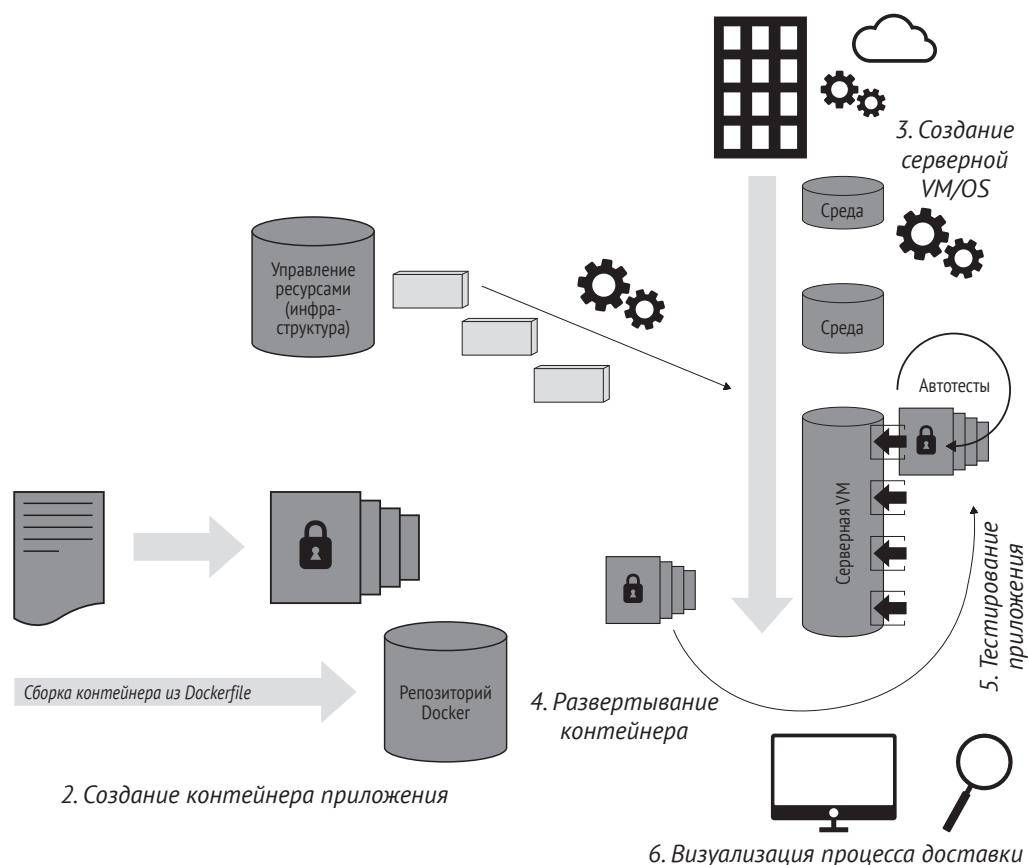 3. Создание
серверной
VM/OS
Среда
Управление
ресурсами
(инфра-
структура)
Среда
Автотесты
Серверная VM
5. Тестирование
приложения
Сборка контейнера из Dockerfile
Репозиторий
Docker
4. Развертывание
контейнера
2. Создание контейнера приложения
6. Визуализация процесса доставки